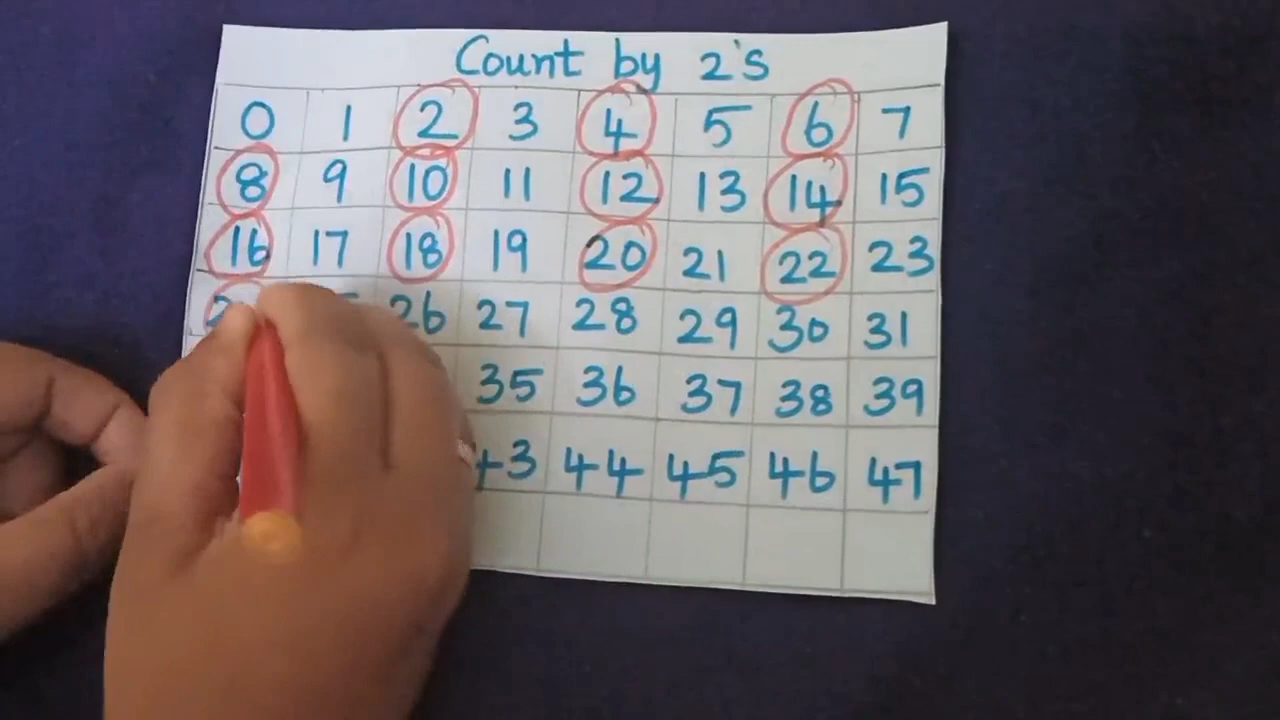 Count by 2's
0 1 2 3 4 5 6 7
8 9 10 11 12 13 14 15
16 17 18 19 20 21 22 23
26 27 28 29 30 31
35 36 37 38 39
43 44 45 46 47